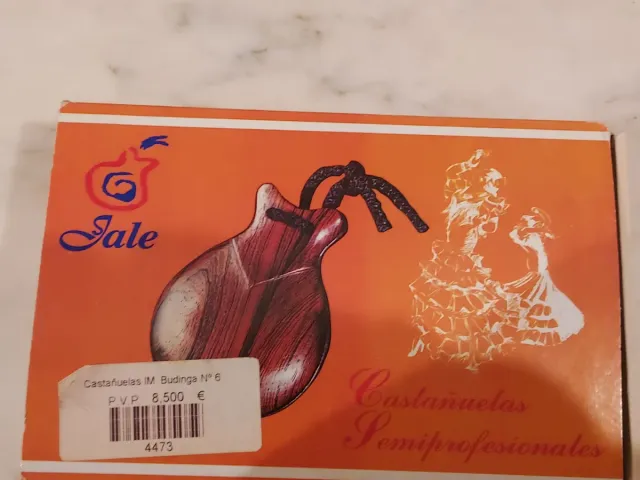 Jale
Castañuelas IM Budinga Nº 6
P.V.P 8,500 €
4473
Castañuelas
Semiprofesionales